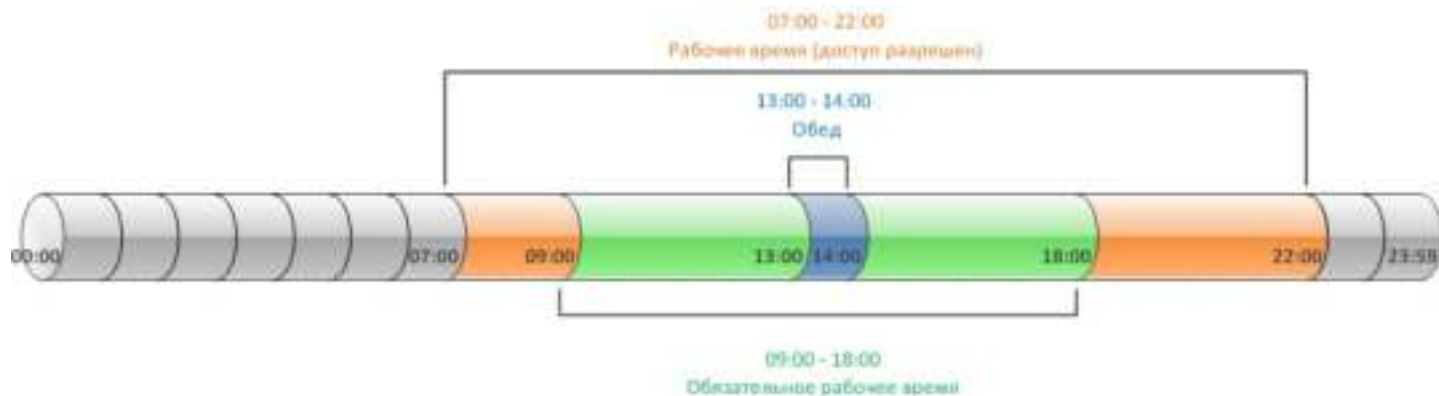 07:00 - 22:00
Рабочее время (доступ разрешен)
13:00 - 14:00
Обед
00:00 07:00 09:00 13:00 14:00 18:00 22:00 23:59
09:00 - 18:00
Обязательное рабочее время